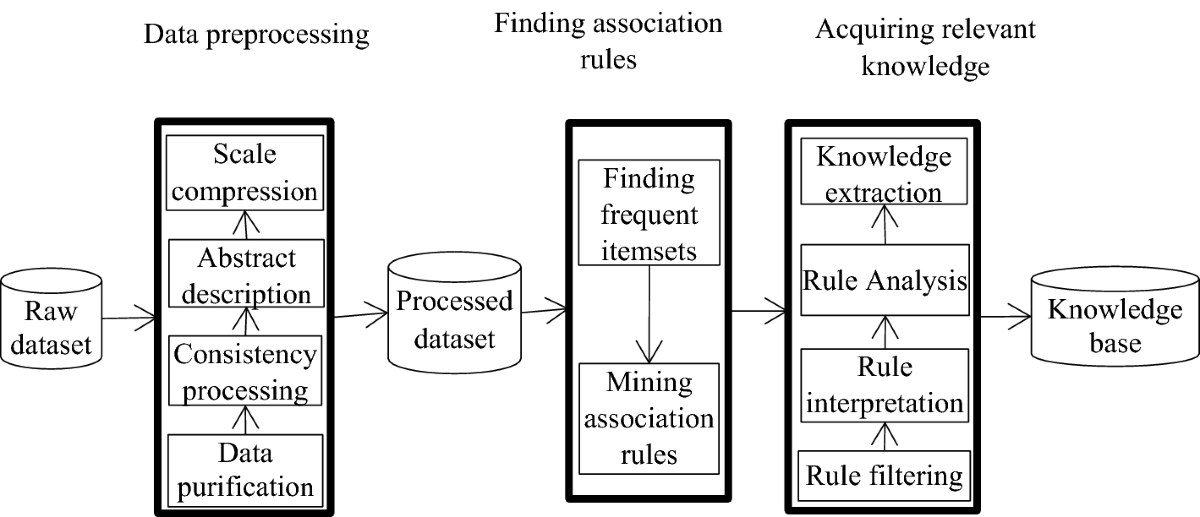 Data preprocessing
Finding association
rules
Acquiring relevant
knowledge
Raw
dataset
Scale
compression
Abstract
description
Consistency
processing
Data
purification
Processed
dataset
Finding
frequent
itemsets
Mining
association
rules
Knowledge
extraction
Rule Analysis
Rule
interpretation
Rule filtering
Knowledge
base